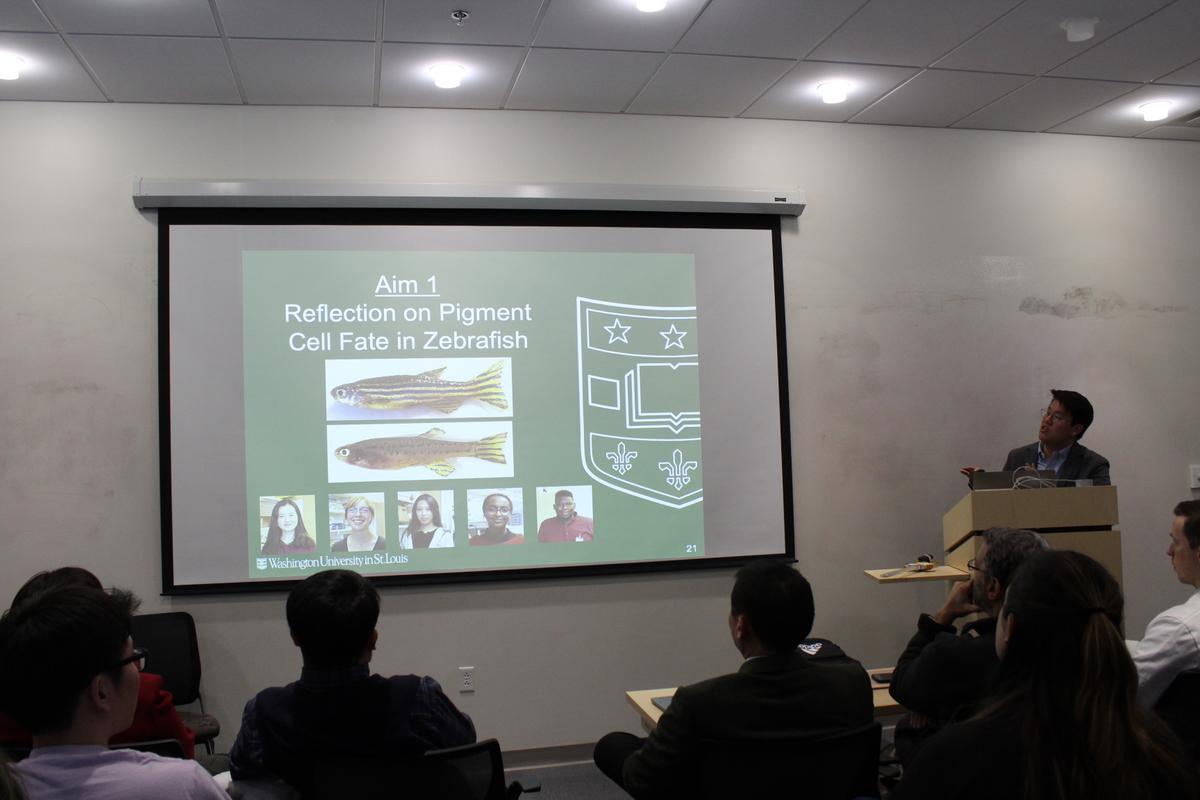 Aim 1
Reflection on Pigment
Cell Fate in Zebrafish
Washington University in St. Louis
21